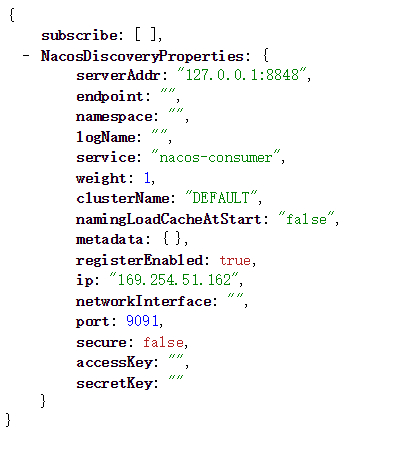 {
subscribe: [ ],
- NacosDiscoveryProperties: {
serverAddr: "127.0.0.1:8848",
endpoint: "",
namespace: "",
logName: "",
service: "nacos-consumer",
weight: 1,
clusterName: "DEFAULT",
namingLoadCacheAtStart: "false",
metadata: { },
registerEnabled: true,
ip: "169.254.51.162",
networkInterface: "",
port: 9091,
secure: false,
accessKey: "",
secretKey: ""
}
}